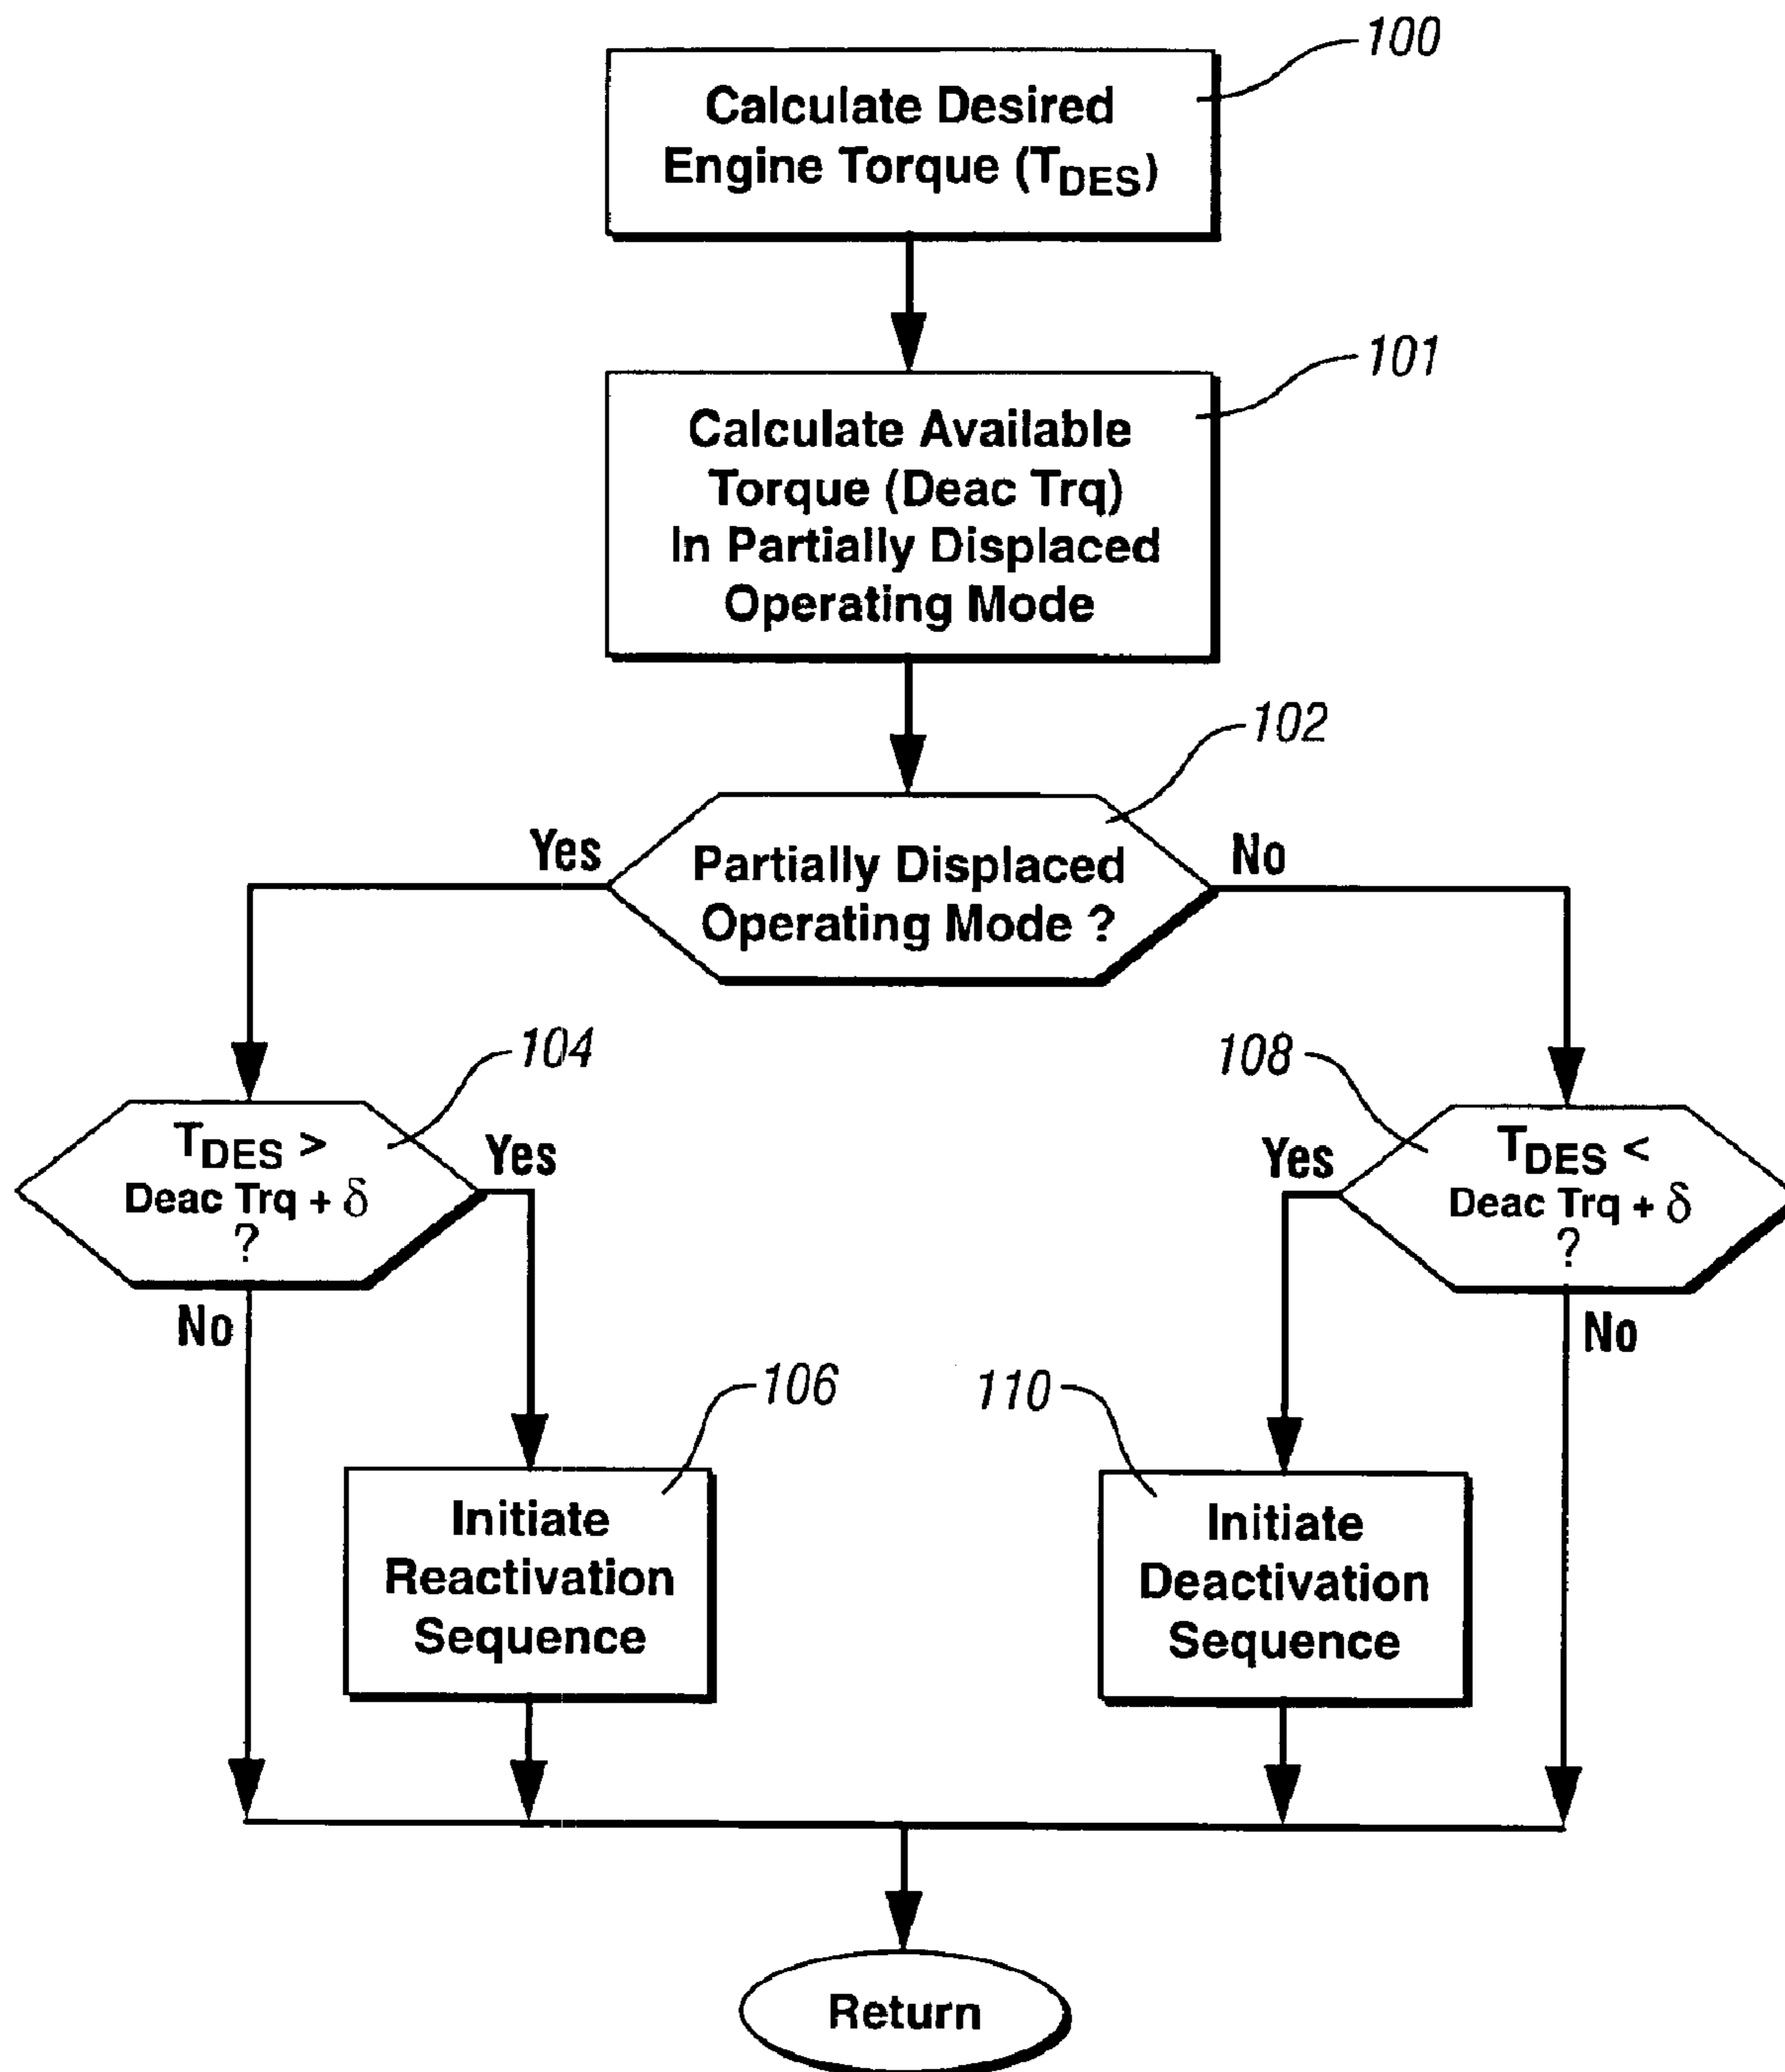 100
Calculate Desired
Engine Torque (TDES)
101
Calculate Available
Torque (Deac Trq)
In Partially Displaced
Operating Mode
102
Yes
Partially Displaced
Operating Mode ?
No
104
TDES >
Deac Trq + δ
?
Yes
No
108
Yes
TDES <
Deac Trq + δ
?
No
106
Initiate
Reactivation
Sequence
110
Initiate
Deactivation
Sequence
Return